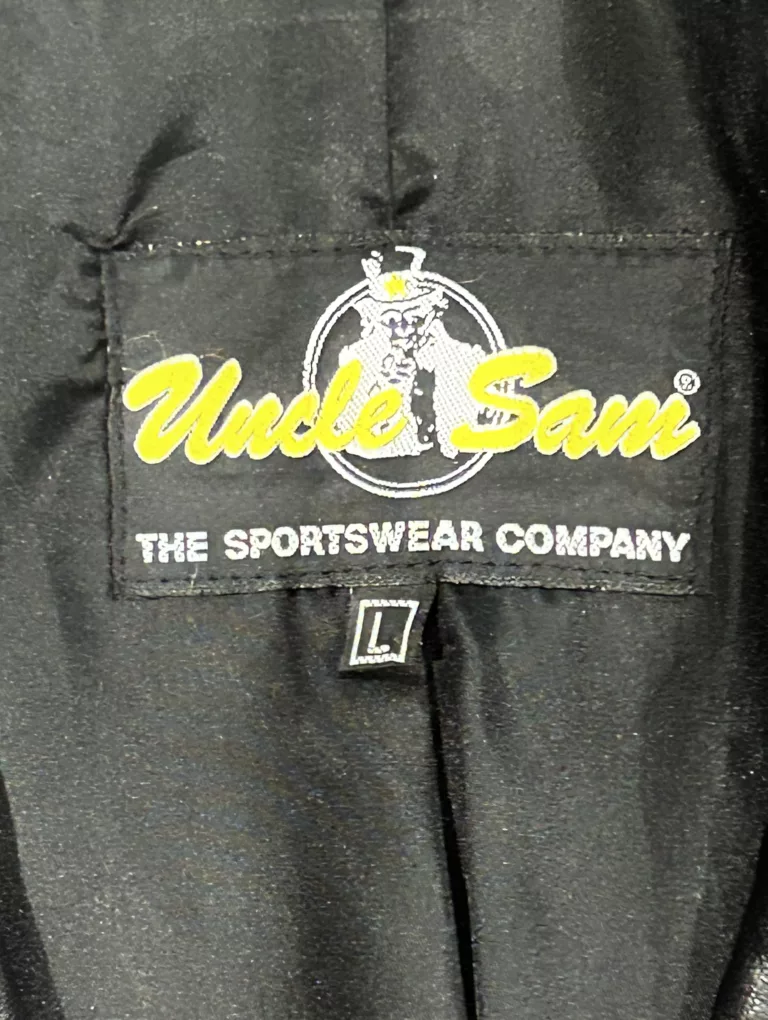 Uncle Sam®
THE SPORTSWEAR COMPANY
L